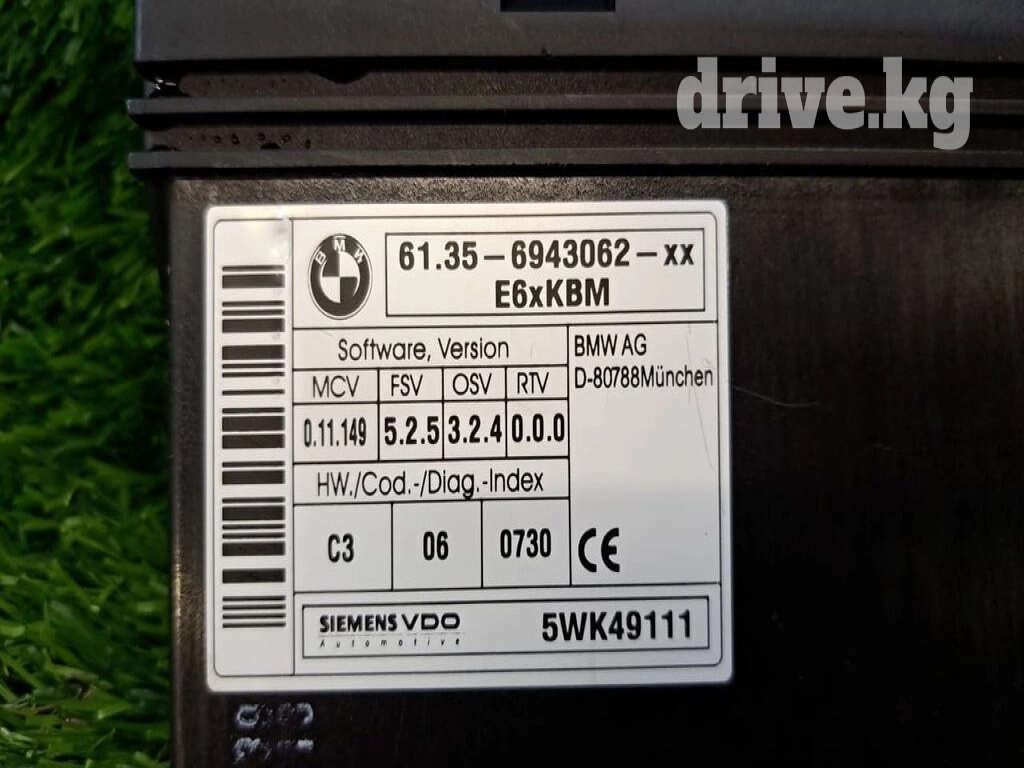 drive.kg
BMW
61.35-6943062-xx
E6xKBM
Software, Version
MCV FSV OSV RTV
0.11.149 5.2.5 3.2.4 0.0.0
BMW AG
D-80788München
HW./Cod.-/Diag.-Index
C3 06 0730
CE
SIEMENS VDO
Automotive
5WK49111